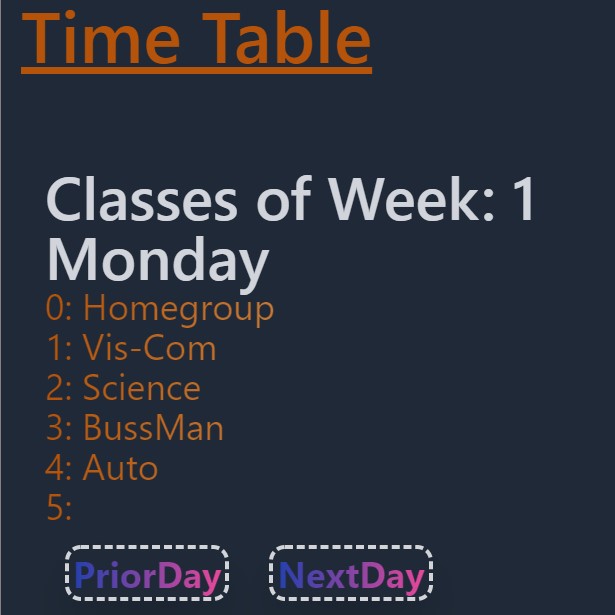 Time Table
Classes of Week: 1
Monday
0: Homegroup
1: Vis-Com
2: Science
3: BussMan
4: Auto
5:
PriorDay NextDay